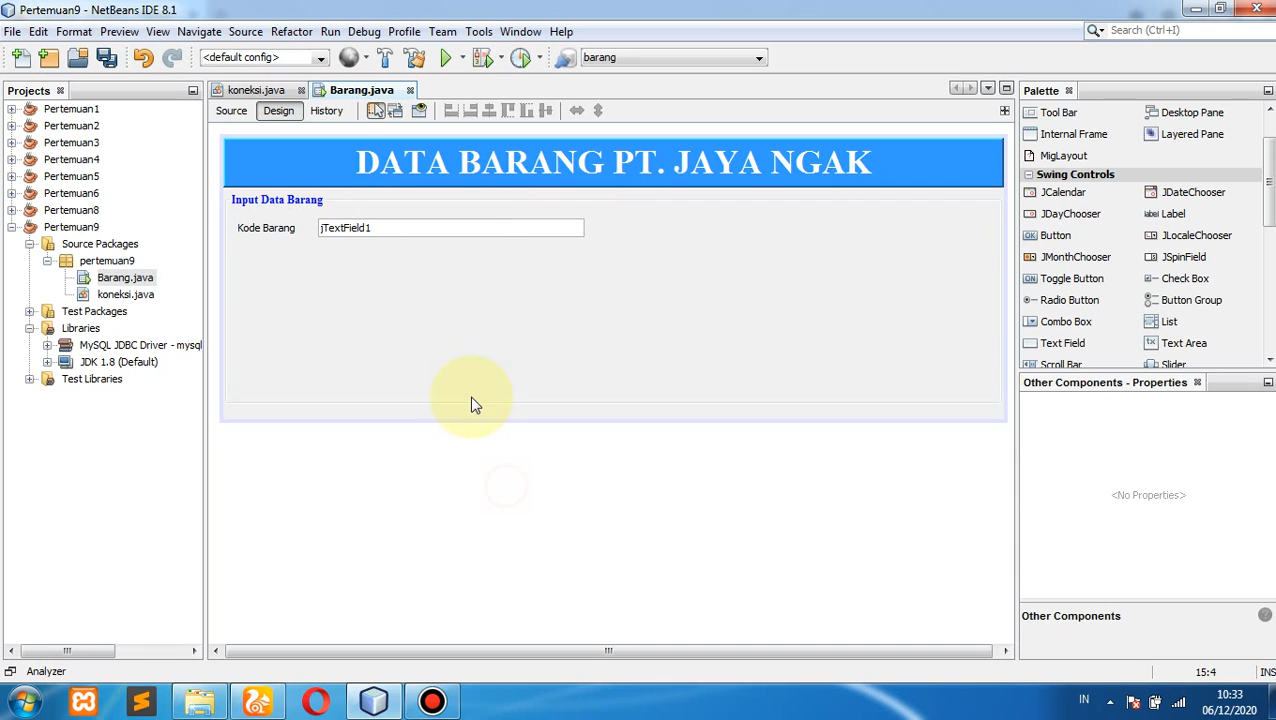 Pertemuan9 - NetBeans IDE 8.1
File Edit Format Preview View Navigate Source Refactor Run Debug Profile Team Tools Window Help
Search (Ctrl+I)
<default config>
barang
Projects
koneksi.java
Barang.java
Palette
Source
Design
History
Pertemuan1
Pertemuan2
Pertemuan3
Pertemuan4
Pertemuan5
Pertemuan6
Pertemuan8
Pertemuan9
Source Packages
pertemuan9
Barang.java
koneksi.java
Test Packages
Libraries
MySQL JDBC Driver - mysql
JDK 1.8 (Default)
Test Libraries
DATA BARANG PT. JAYA NGAK
Input Data Barang
Kode Barang jTextField1
Tool Bar Desktop Pane
Internal Frame Layered Pane
MigLayout
Swing Controls
JCalendar JDateChooser
JDayChooser label Label
OK Button JLocaleChooser
JMonthChooser JSpinField
ON Toggle Button Check Box
Radio Button Button Group
Combo Box List
Text Field tx Text Area
Scroll Bar Slider
Other Components - Properties
<No Properties>
Other Components
Analyzer
15:4
INS
IN
10:33
06/12/2020